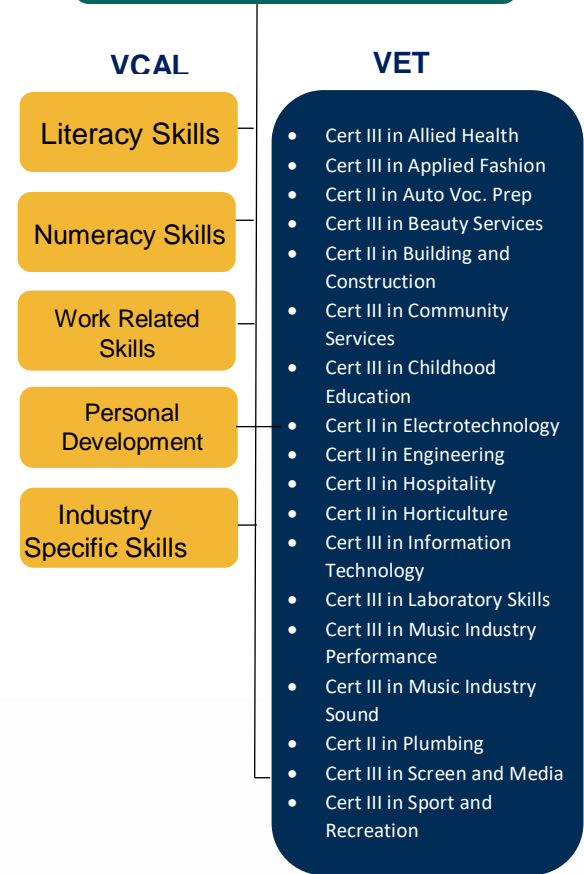 VCAL
Literacy Skills
Numeracy Skills
Work Related
Skills
Personal
Development
Industry
Specific Skills
VET
• Cert III in Allied Health
• Cert III in Applied Fashion
• Cert II in Auto Voc. Prep
• Cert III in Beauty Services
• Cert II in Building and
Construction
• Cert III in Community
Services
• Cert III in Childhood
Education
• Cert II in Electrotechnology
• Cert II in Engineering
• Cert II in Hospitality
• Cert II in Horticulture
• Cert III in Information
Technology
• Cert III in Laboratory Skills
• Cert III in Music Industry
Performance
• Cert III in Music Industry
Sound
• Cert II in Plumbing
• Cert III in Screen and Media
• Cert III in Sport and
Recreation